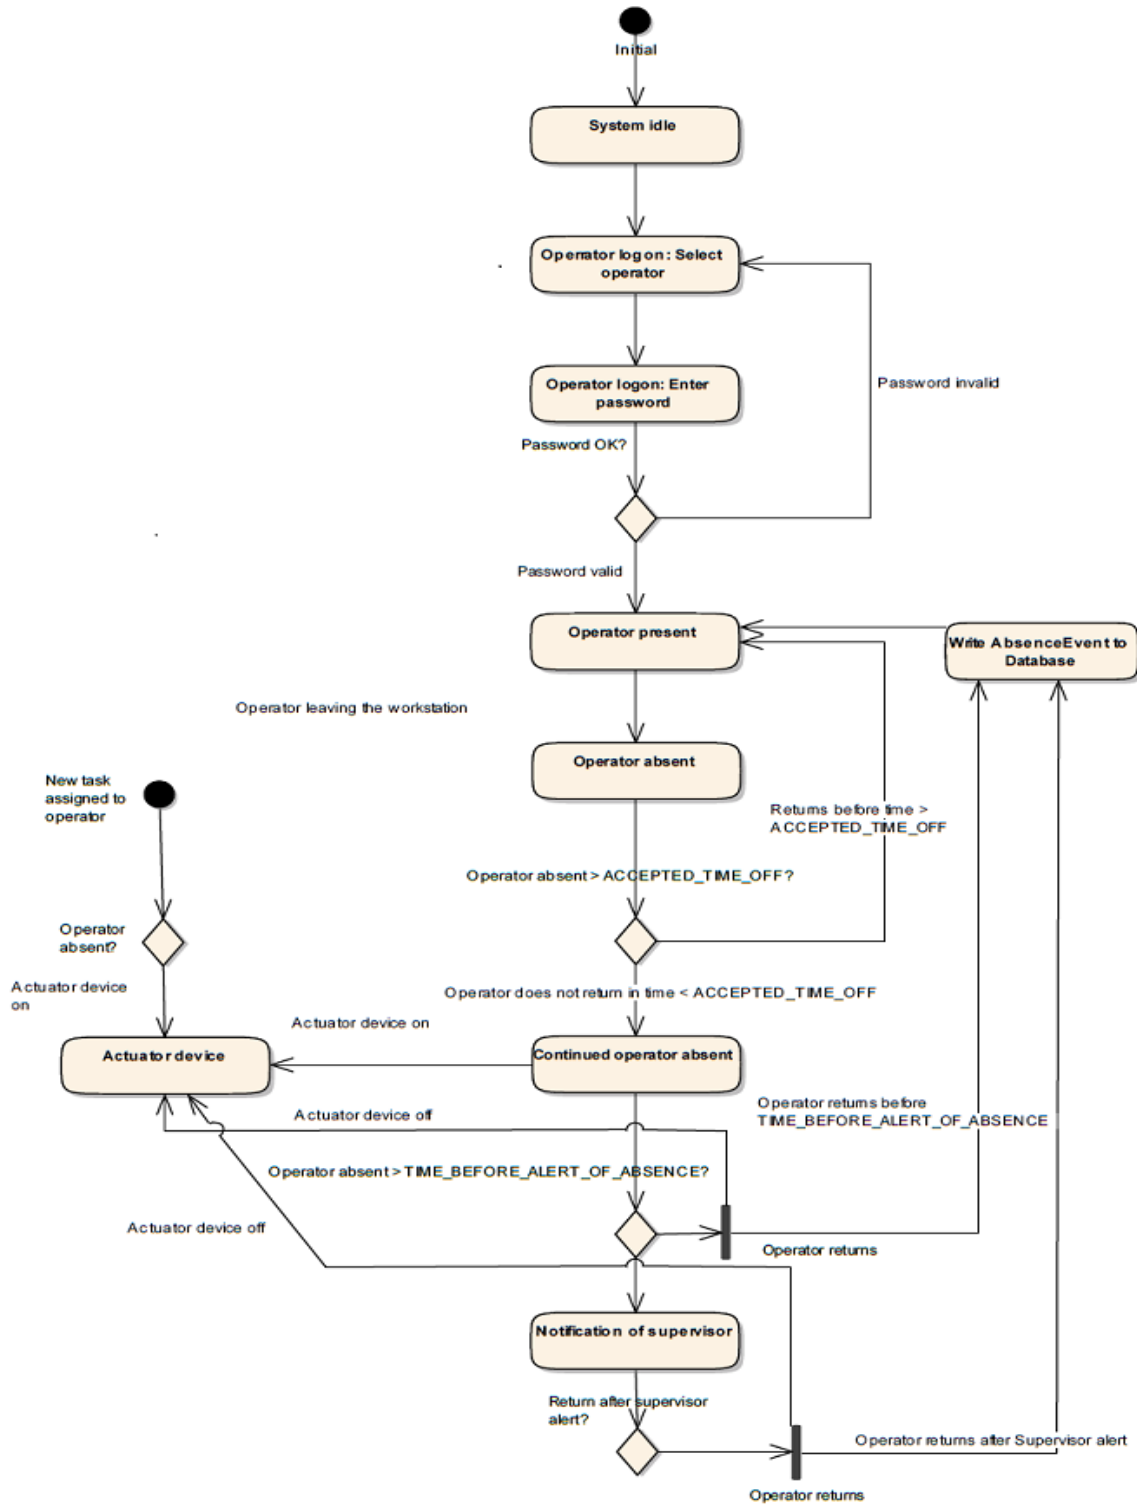 Initial
System idle
Operrator logon : Select
operator
Operator logon: Enter
password
Password invalid
Password OK?
Password valid
Operator present
Write AbsenceEvent to
Database
Operator leaving the workstation
Operator absent
New task
assigned to
operator
Returns before time >
ACCEPTED_TIME_OFF
Operator absent > ACCEPTED_TIME_OFF?
Operator
absent?
Actuator device
on
Operator does not return in time < ACCEPTED_TIME_OFF
Actuator device on
Actuator device
Continued operator absent
Operator returns before
TIME_BEFORE_ALERT_OF_ABSENCE
Actuator device off
Operator absent > TIME_BEFORE_ALERT_OF_ABSENCE?
Actuator device off
Operator returns
Notification of supervisor
Return after supervisor
alert?
Operator returns after Supervisor alert
Operator returns